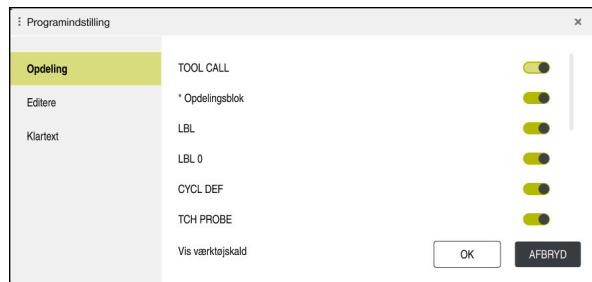 Programindstilling
Opdeling
Editere
Klartext
TOOL CALL
* Opdelingsblok
LBL
LBL 0
CYCL DEF
TCH PROBE
Vis værktøjskald
OK
AFBRYD